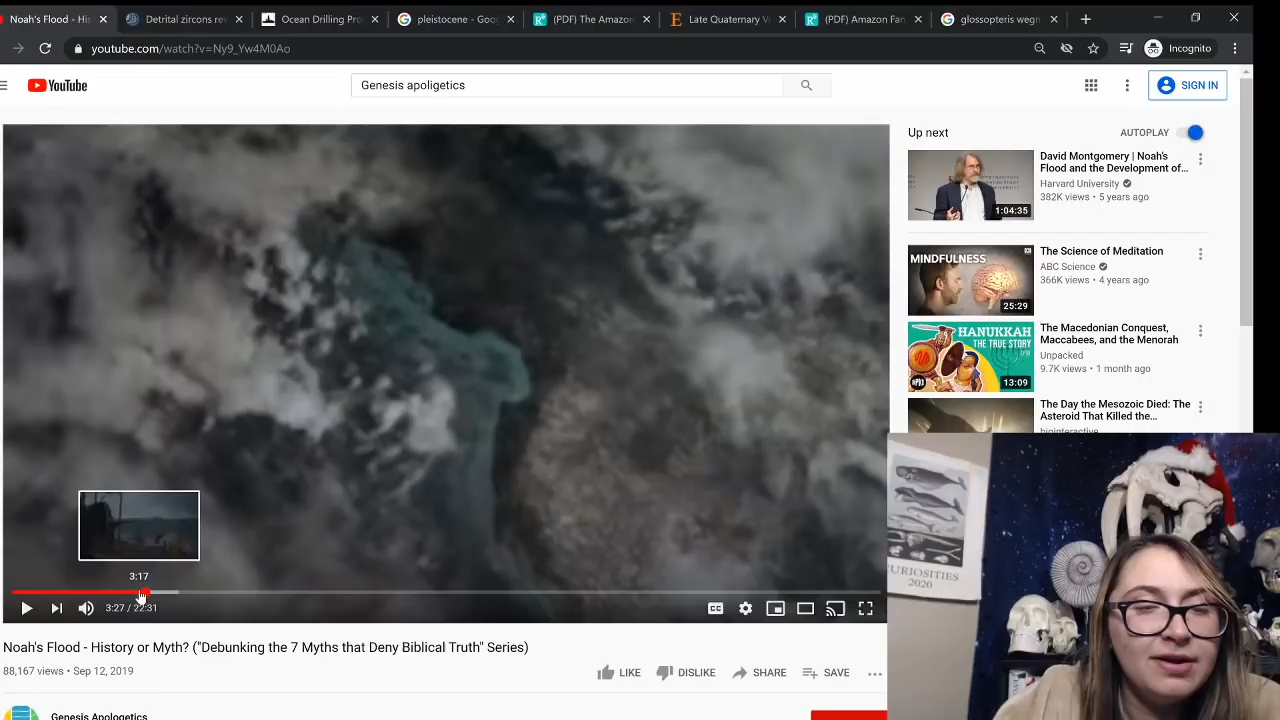 Noah's Flood - His
Detrital zircons rev
Ocean Drilling Pro
pleistocene - Goo
(PDF) The Amazon
Late Quaternary Va
(PDF) Amazon Fan
glossopteris wegn
youtube.com/watch?v=Ny9_Yw4M0Ao
Incognito
YouTube
Genesis apoligetics
SIGN IN
Up next
AUTOPLAY
David Montgomery | Noah's
Flood and the Development of...
Harvard University
382K views • 5 years ago
1:04:35
MINDFULNESS
25:29
The Science of Meditation
ABC Science
366K views • 4 years ago
HANUKKAH
THE TRUE STORY
13:09
The Macedonian Conquest,
Maccabees, and the Menorah
Unpacked
9.7K views • 1 month ago
The Day the Mesozoic Died: The
Asteroid That Killed the...
biointeractive
3:17
3:27 / 22:31
CC
Noah's Flood - History or Myth? ("Debunking the 7 Myths that Deny Biblical Truth" Series)
88,167 views • Sep 12, 2019
LIKE
DISLIKE
SHARE
SAVE
Genesis Apologetics
CURIOSITIES
2020